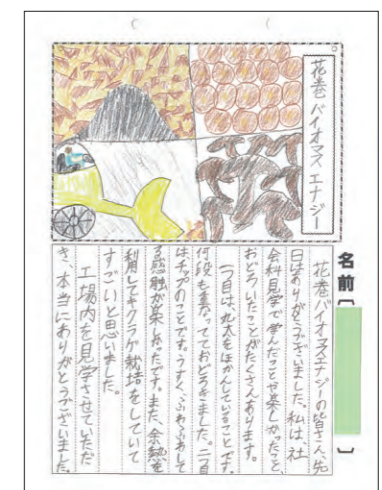 花巻バイオマスエナジー
名前〔 〕
花巻バイオマスエナジーの皆さん、先
日はありがとうございました。私は、社
会科見学で学んだことや楽しかったこと、
おどろいたことがたくさんあります。
一つ目は、丸太をほかんしていることです。
何段も重なっておどろきました。二つ目
はチップのことです。うすく、ふわふわして
る感触が楽しかったです。また、余熱を
利用してキクラゲ栽培をしていて
すごいと思いました。
工場内を見学させていただ
き、本当にありがとうございました。